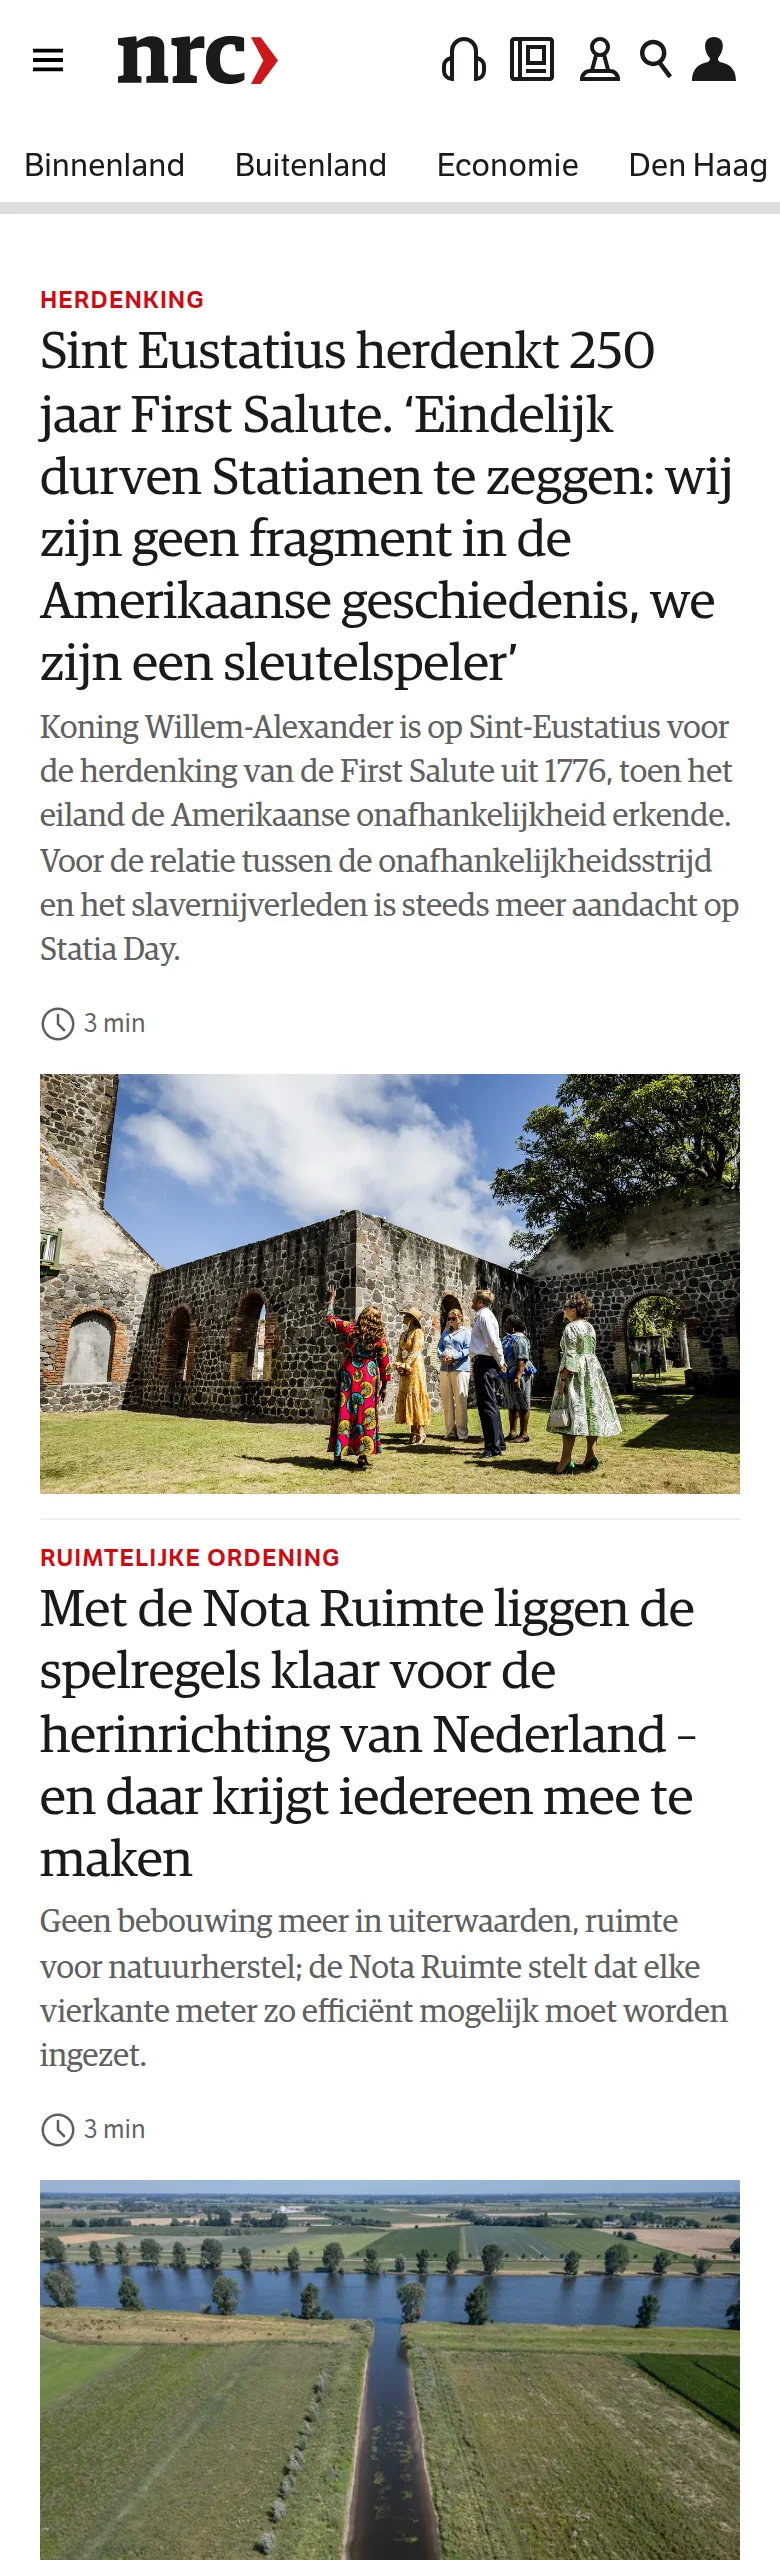 nrc
Binnenland Buitenland Economie Den Haag
HERDENKING
Sint Eustatius herdenkt 250
jaar First Salute. ‘Eindelijk
durven Statianen te zeggen: wij
zijn geen fragment in de
Amerikaanse geschiedenis, we
zijn een sleutelspeler’
Koning Willem-Alexander is op Sint-Eustatius voor
de herdenking van de First Salute uit 1776, toen het
eiland de Amerikaanse onafhankelijkheid erkende.
Voor de relatie tussen de onafhankelijkheidsstrijd
en het slavernijverleden is steeds meer aandacht op
Statia Day.
3 min
RUIMTELIJKE ORDENING
Met de Nota Ruimte liggen de
spelregels klaar voor de
herinrichting van Nederland –
en daar krijgt iedereen mee te
maken
Geen bebouwing meer in uiterwaarden, ruimte
voor natuurherstel; de Nota Ruimte stelt dat elke
vierkante meter zo efficiënt mogelijk moet worden
ingezet.
3 min